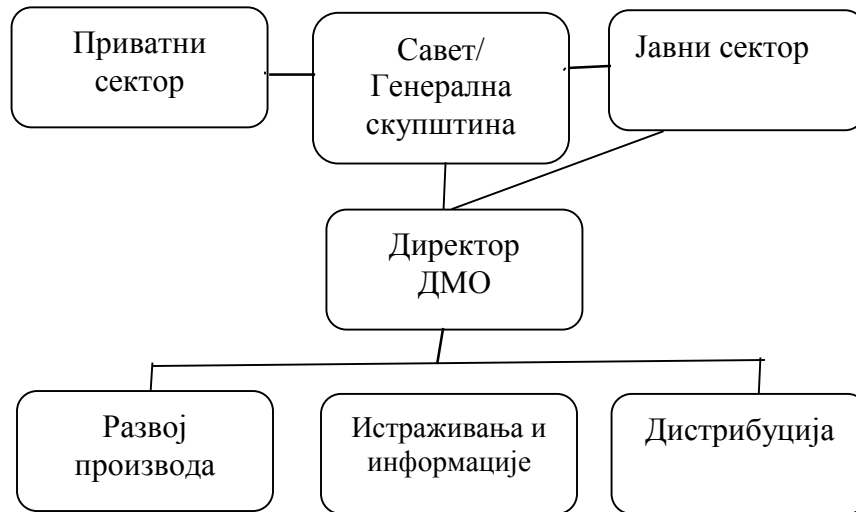 Приватни
сектор
Савет/
Генерална
скупштина
Јавни сектор
Директор
ДМО
Развој
производа
Истраживања и
информације
Дистрибуција